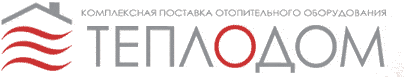 КОМПЛЕКСНАЯ ПОСТАВКА ОТОПИТЕЛЬНОГО ОБОРУДОВАНИЯ
ТЕПЛОДОМ